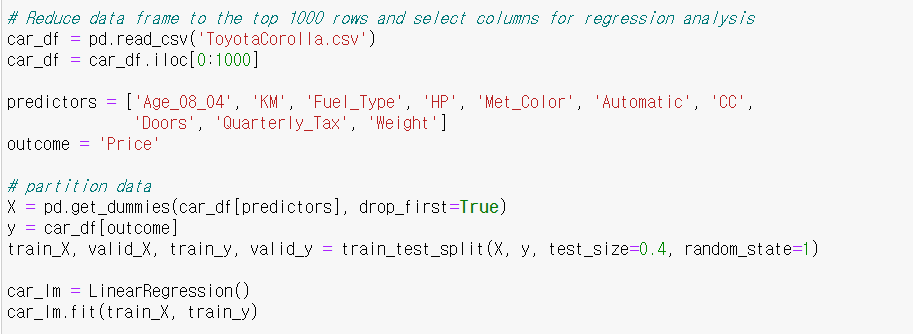 # Reduce data frame to the top 1000 rows and select columns for regression analysis
car_df = pd.read_csv('ToyotaCorolla.csv')
car_df = car_df.iloc[0:1000]
predictors = ['Age_08_04', 'KM', 'Fuel_Type', 'HP', 'Met_Color', 'Automatic', 'CC',
'Doors', 'Quarterly_Tax', 'Weight']
outcome = 'Price'
# partition data
X = pd.get_dummies(car_df[predictors], drop_first=True)
y = car_df[outcome]
train_X, valid_X, train_y, valid_y = train_test_split(X, y, test_size=0.4, random_state=1)
car_lm = LinearRegression()
car_lm.fit(train_X, train_y)